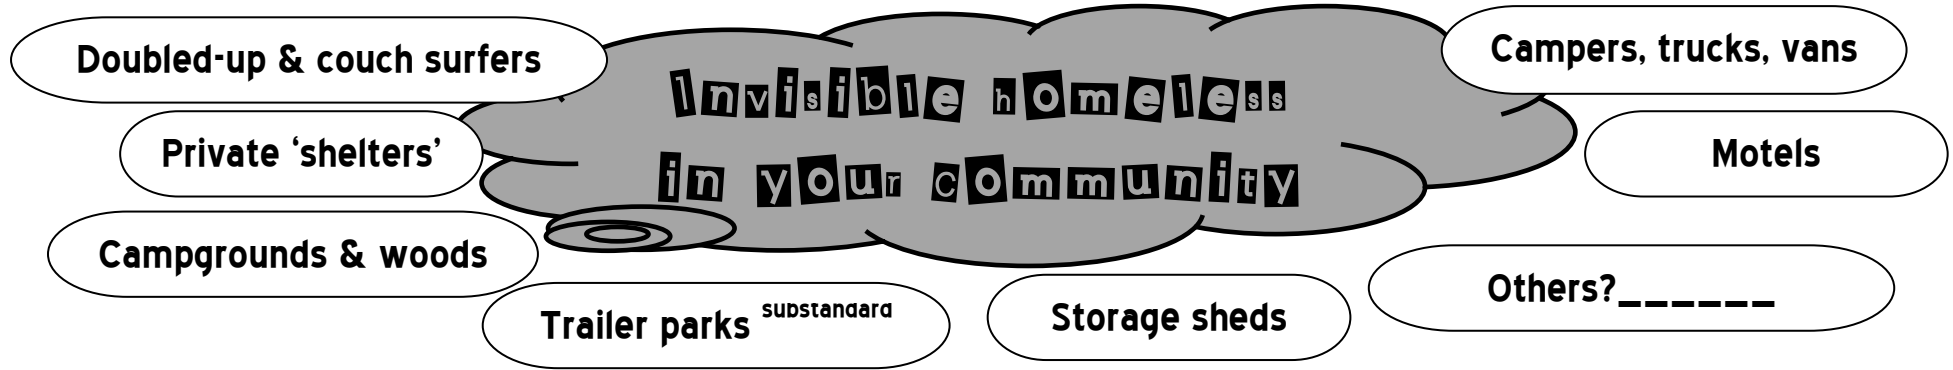 Doubled-up & couch surfers
Invisible homeless
in your community
Campers, trucks, vans
Private ‘shelters’
Motels
Campgrounds & woods
Trailer parks substandard
Storage sheds
Others?______